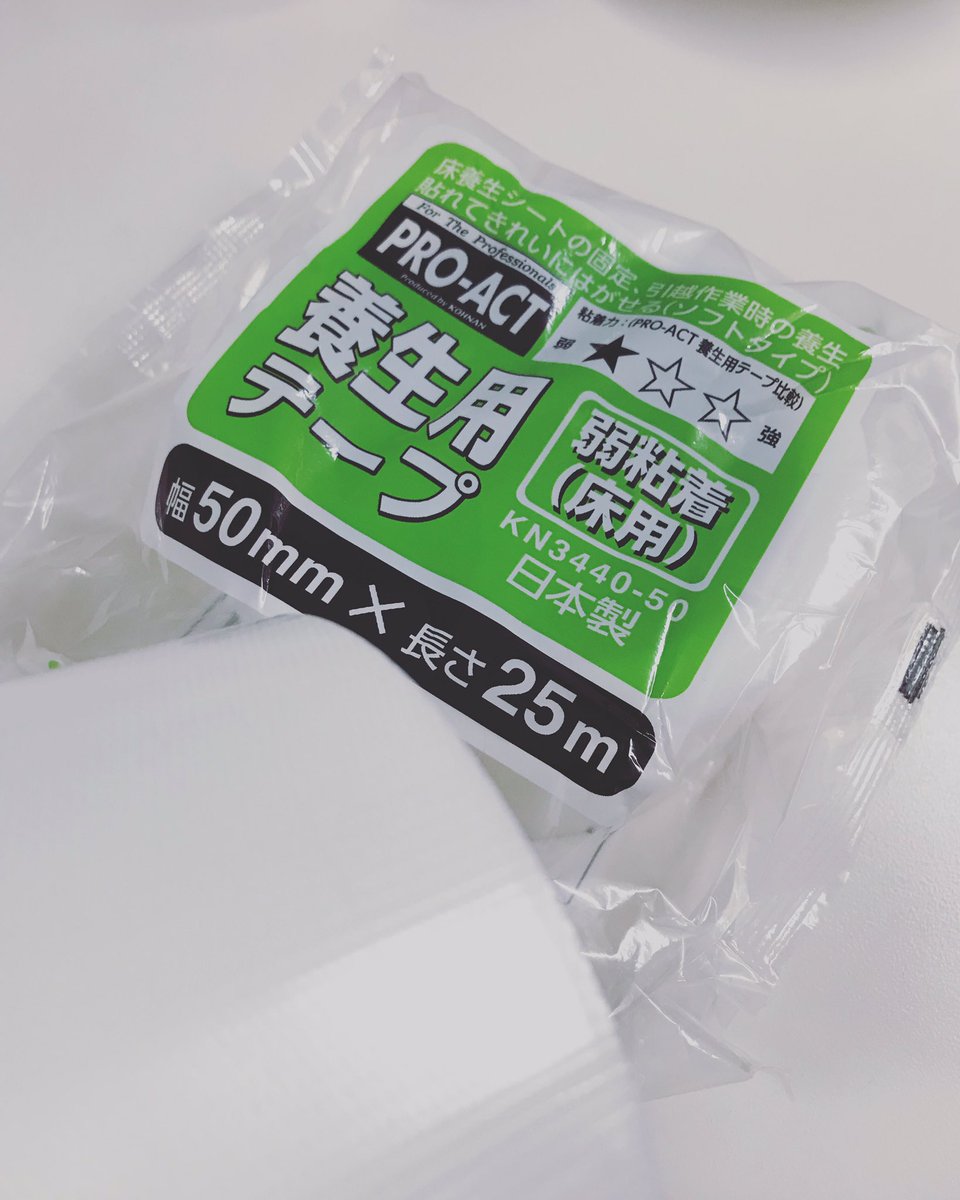 床養生シートの固定、引越作業時の養生
貼れてきれいにはがせる(ソフトタイプ)
For The Professionals
PRO-ACT
Produced by KOHNAN
粘着力:(PRO-ACT 養生用テープ比較)
弱 ★☆☆ 強
養生用
テープ
弱粘着
(床用)
KN3440-50
日本製
幅50mm×長さ25m